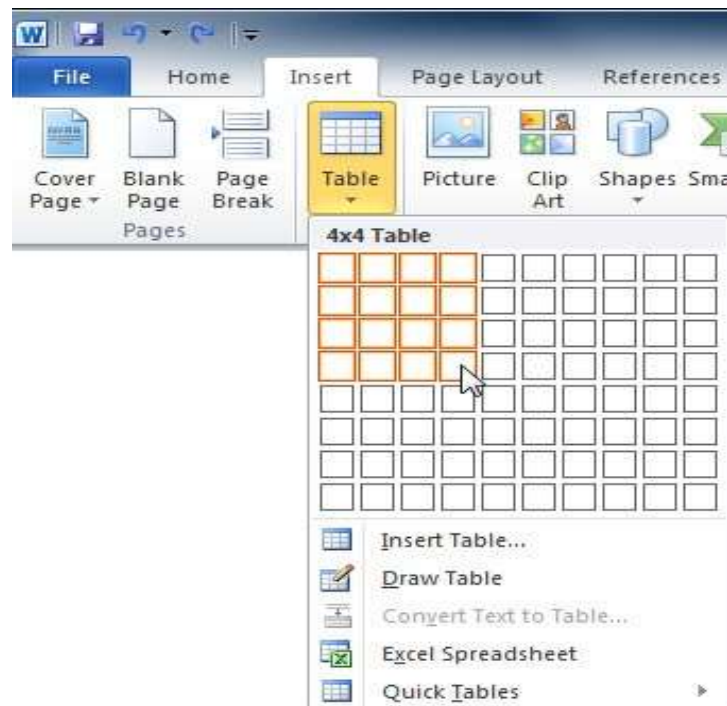 W
File Home Insert Page Layout References
Cover Page Blank Page Page Break Table Picture Clip Art Shapes Sma
Pages
4x4 Table
Insert Table...
Draw Table
Convert Text to Table...
Excel Spreadsheet
Quick Tables